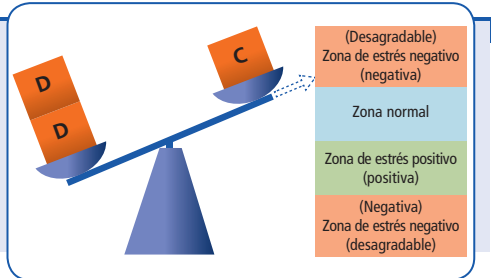 D
D
C
(Desagradable)
Zona de estrés negativo
(negativa)
Zona normal
Zona de estrés positivo
(positiva)
(Negativa)
Zona de estrés negativo
(desagradable)